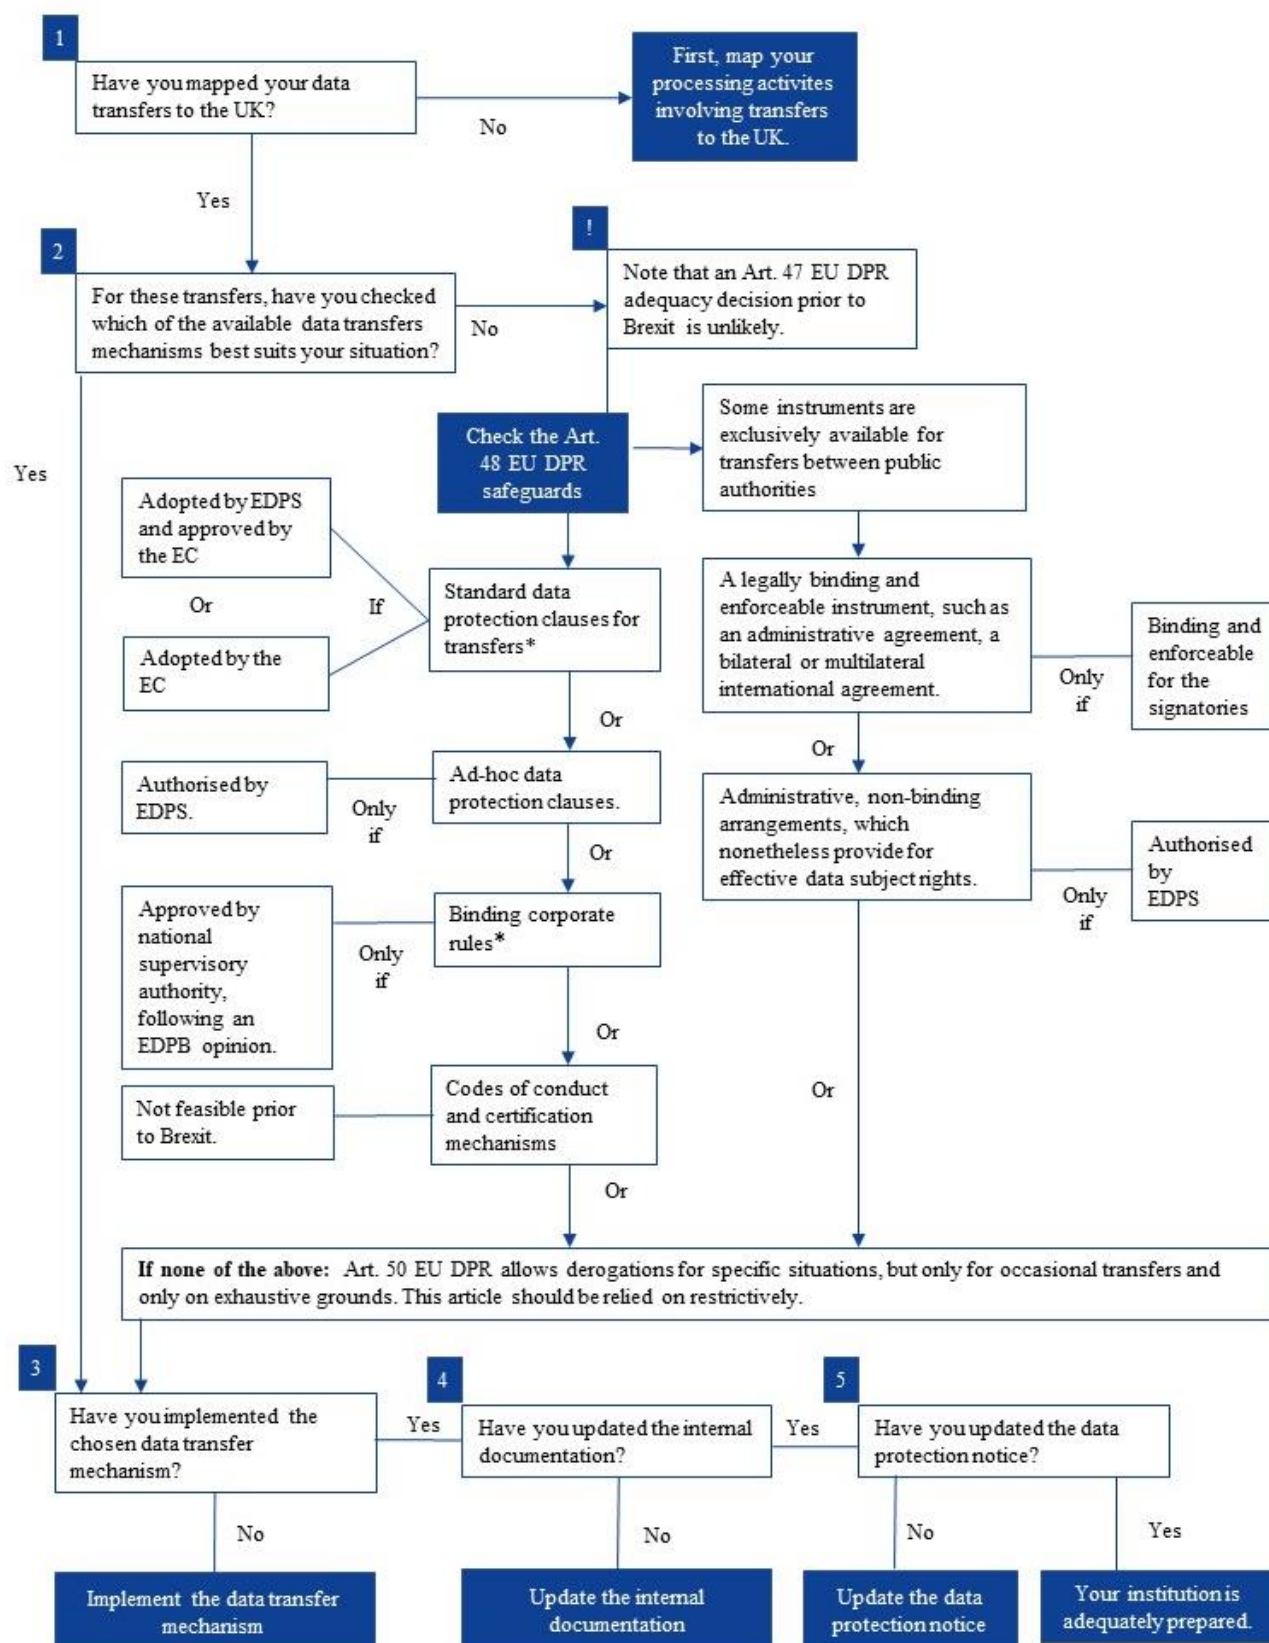 1
Have you mapped your data
transfers to the UK?
No
First, map your
processing activites
involving transfers
to the UK.
Yes
2
For these transfers, have you checked
which of the available data transfers
mechanisms best suits your situation?
No
!
Note that an Art. 47 EU DPR
adequacy decision prior to
Brexit is unlikely.
Yes
Check the Art.
48 EU DPR
safeguards
Some instruments are
exclusively available for
transfers between public
authorities
Adopted by EDPS
and approved by
the EC
Or
If
Adopted by the
EC
Standard data
protection clauses for
transfers*
A legally binding and
enforceable instrument, such as
an administrative agreement, a
bilateral or multilateral
international agreement.
Only
if
Binding and
enforceable
for the
signatories
Or
Or
Authorised by
EDPS.
Only
if
Ad-hoc data
protection clauses.
Administrative, non-binding
arrangements, which
nonetheless provide for
effective data subject rights.
Only
if
Authorised
by
EDPS
Or
Approved by
national
supervisory
authority,
following an
EDPB opinion.
Only
if
Binding corporate
rules*
Or
Not feasible prior
to Brexit.
Codes of conduct
and certification
mechanisms
Or
Or
If none of the above: Art. 50 EU DPR allows derogations for specific situations, but only for occasional transfers and
only on exhaustive grounds. This article should be relied on restrictively.
3
Have you implemented the
chosen data transfer
mechanism?
Yes
4
Have you updated the internal
documentation?
Yes
5
Have you updated the data
protection notice?
No
No
No
Yes
Implement the data transfer
mechanism
Update the internal
documentation
Update the data
protection notice
Your institution is
adequately prepared.